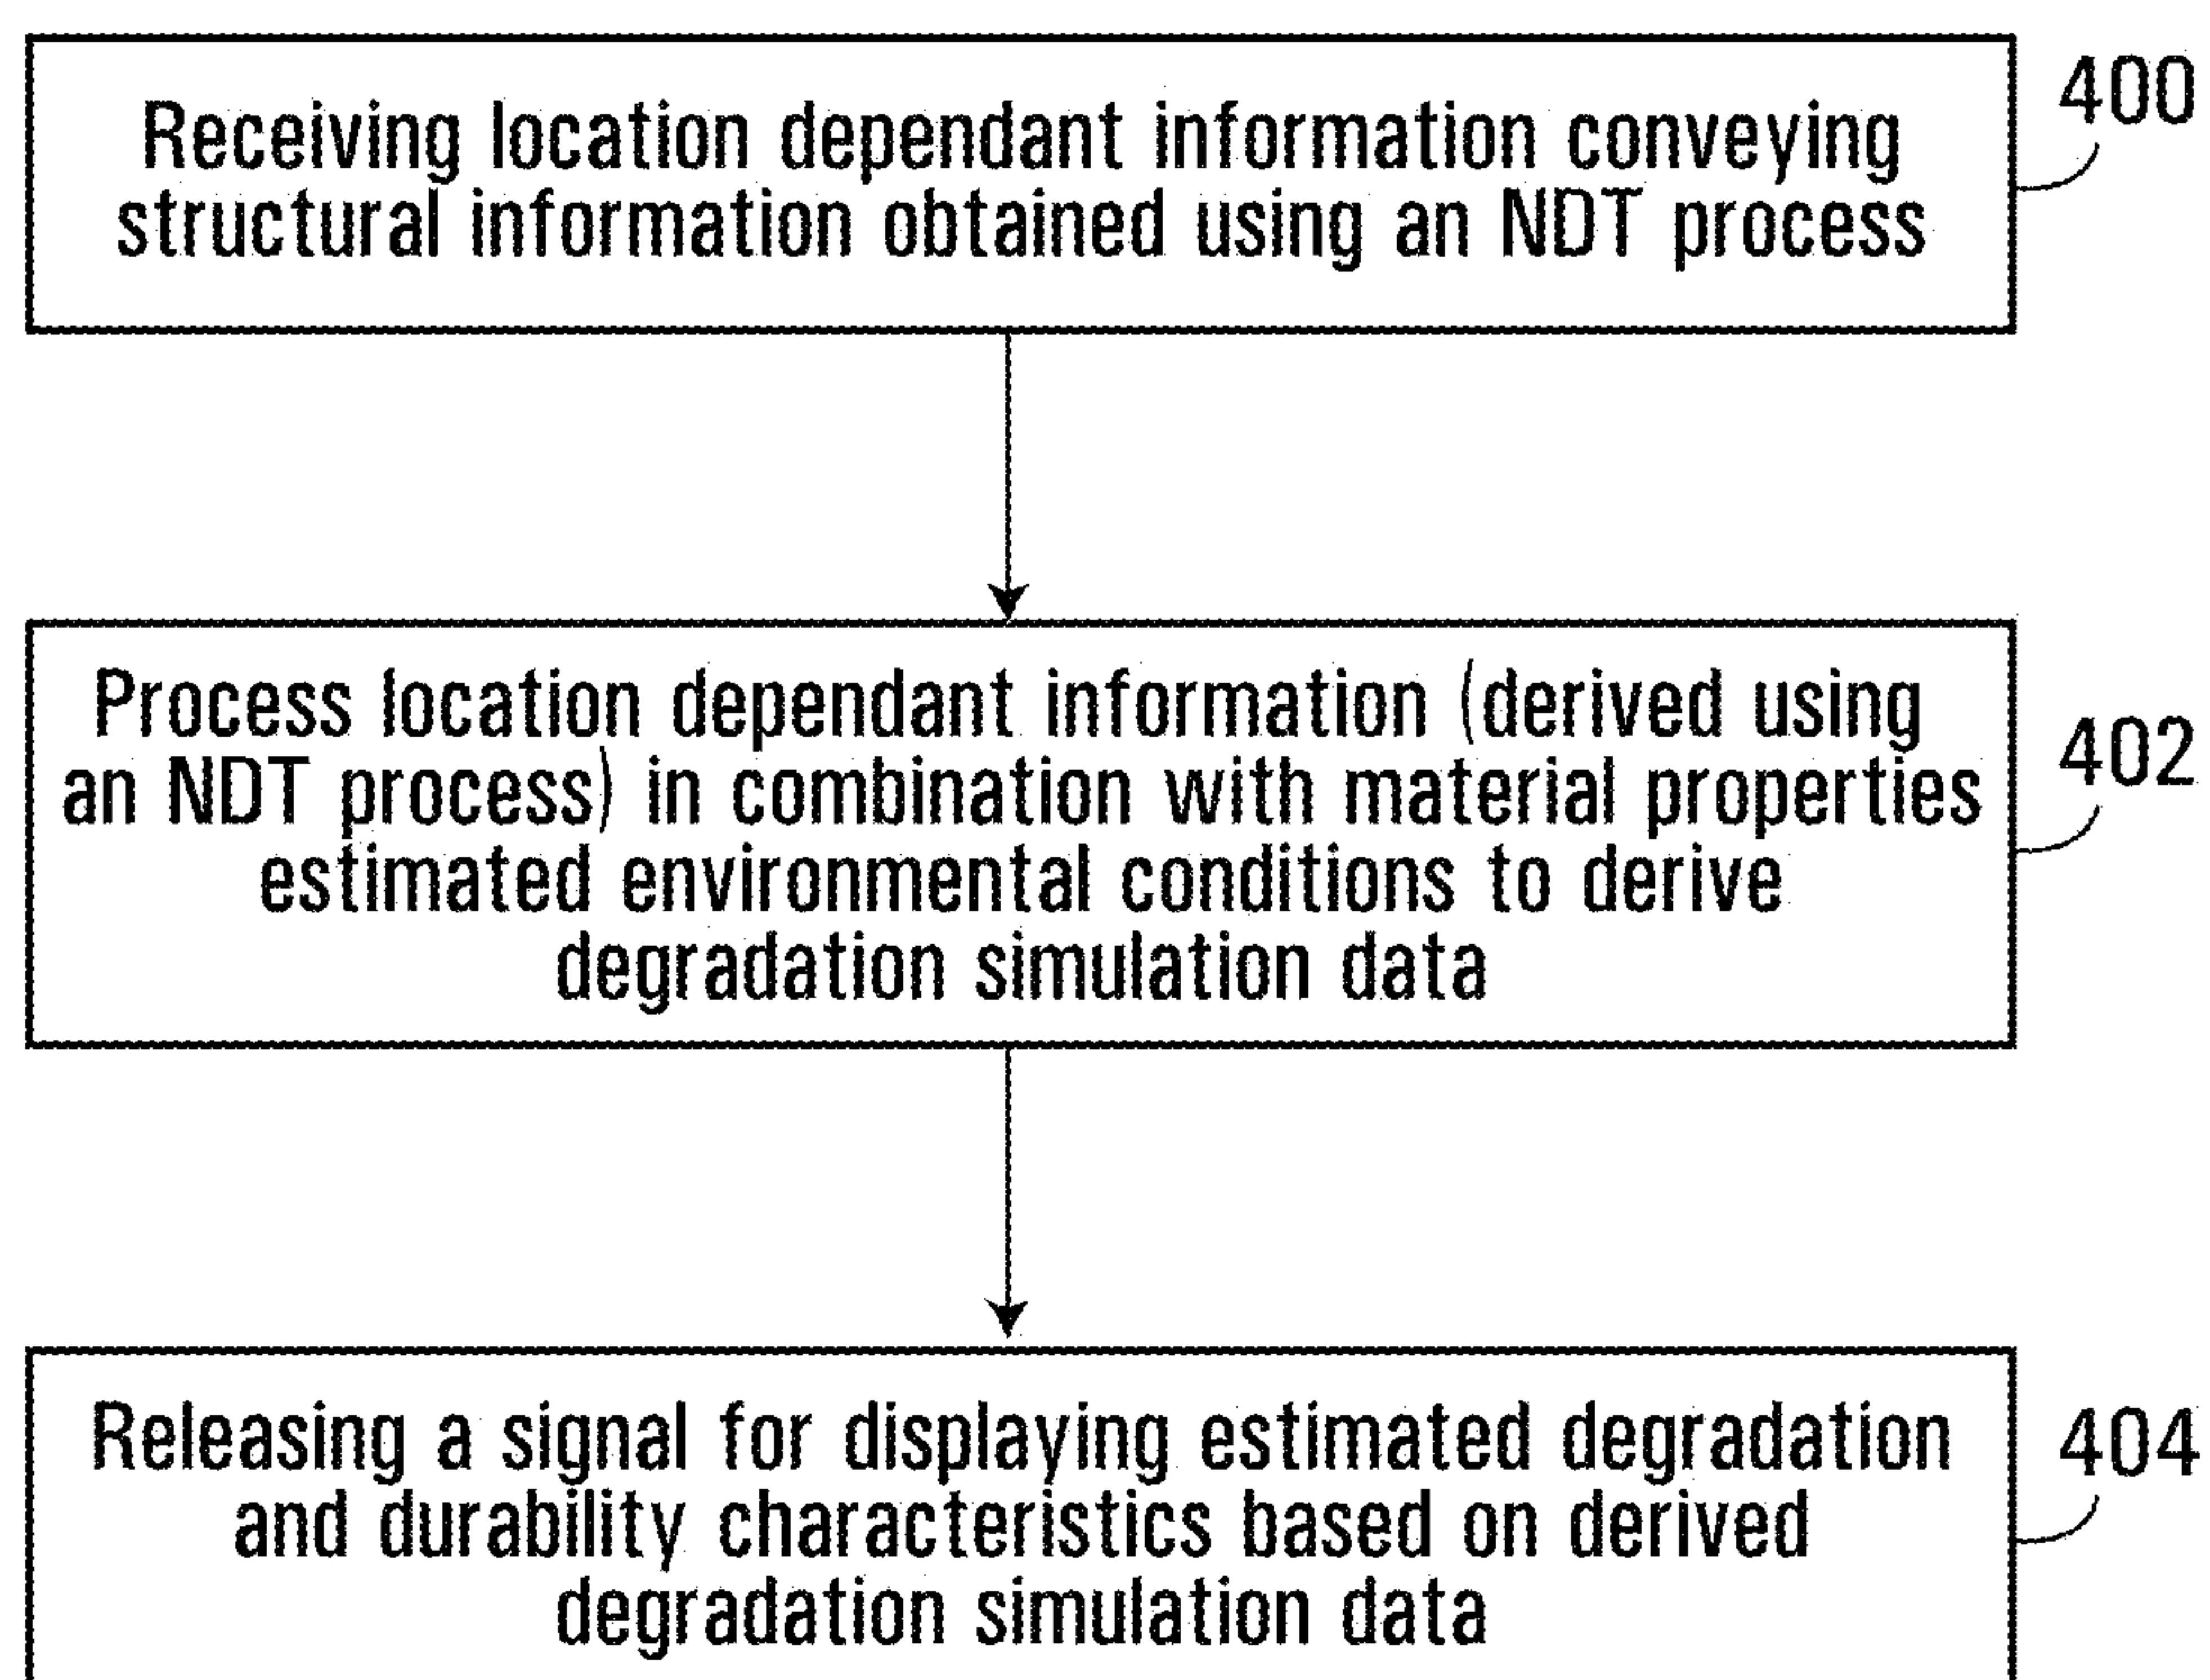 Receiving location dependant information conveying
structural information obtained using an NDT process
400
Process location dependant information (derived using
an NDT process) in combination with material properties
estimated environmental conditions to derive
degradation simulation data
402
Releasing a signal for displaying estimated degradation
and durability characteristics based on derived
degradation simulation data
404